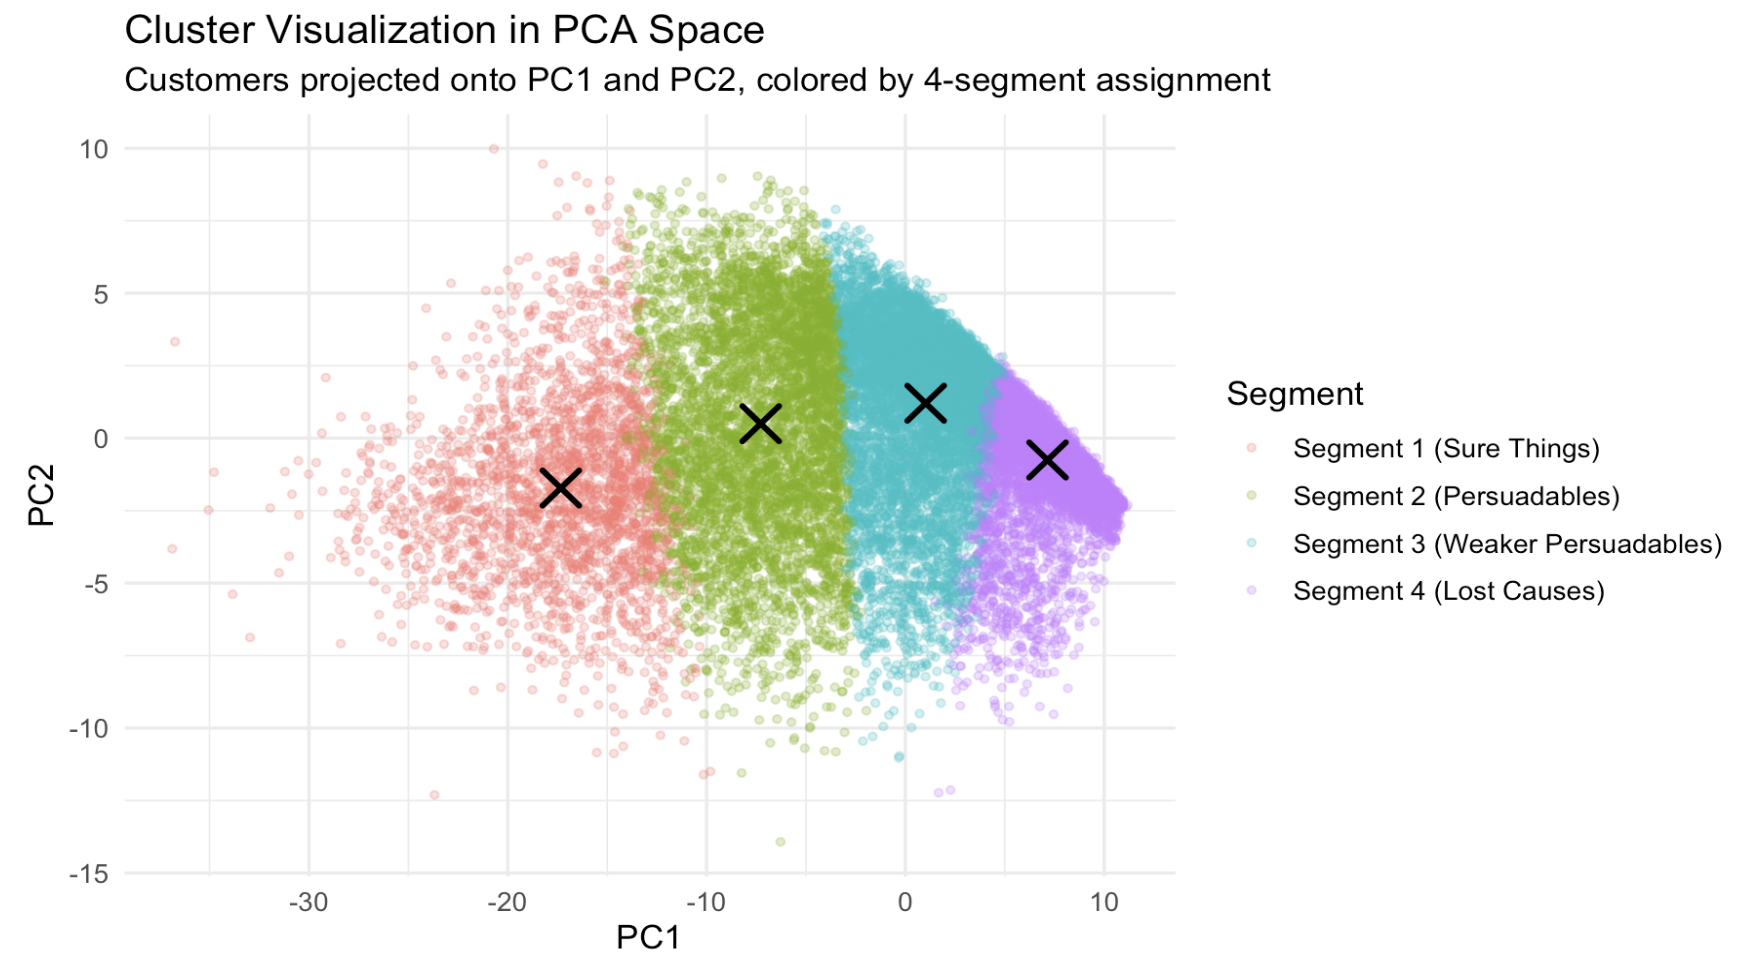 Cluster Visualization in PCA Space
Customers projected onto PC1 and PC2, colored by 4-segment assignment
10
5
0
-5
-10
-15
PC2
-30
-20
-10
0
10
PC1
Segment
Segment 1 (Sure Things)
Segment 2 (Persuadables)
Segment 3 (Weaker Persuadables)
Segment 4 (Lost Causes)